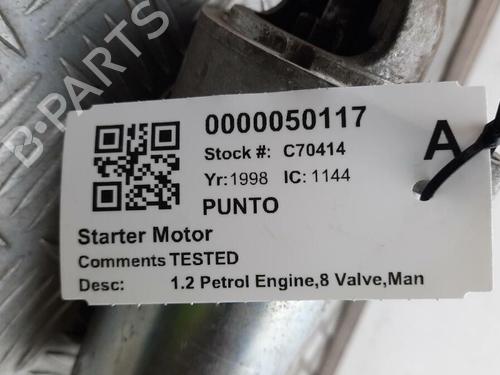 B-PARTS
0000050117
Stock #: C70414 A
Yr:1998 IC: 1144
PUNTO
Starter Motor
Comments TESTED
Desc: 1.2 Petrol Engine,8 Valve,Man